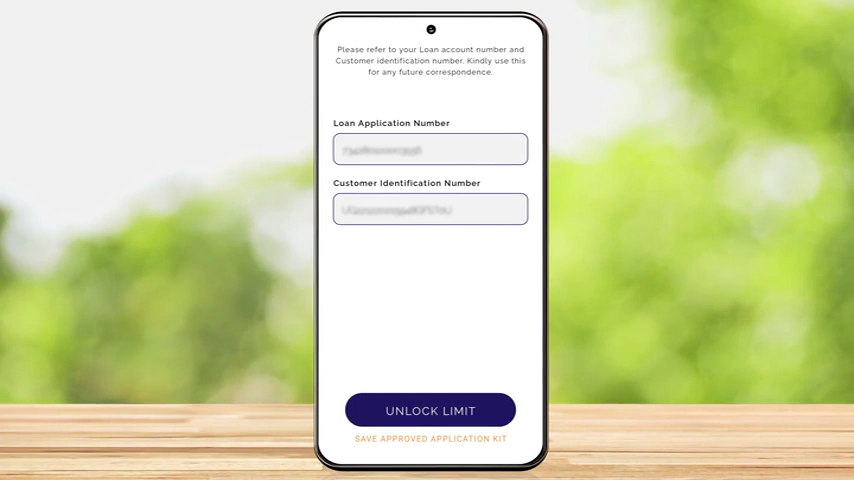 Please refer to your Loan account number and
Customer identification number. Kindly use this
for any future correspondence.
Loan Application Number
Customer Identification Number
UNLOCK LIMIT
SAVE APPROVED APPLICATION KIT